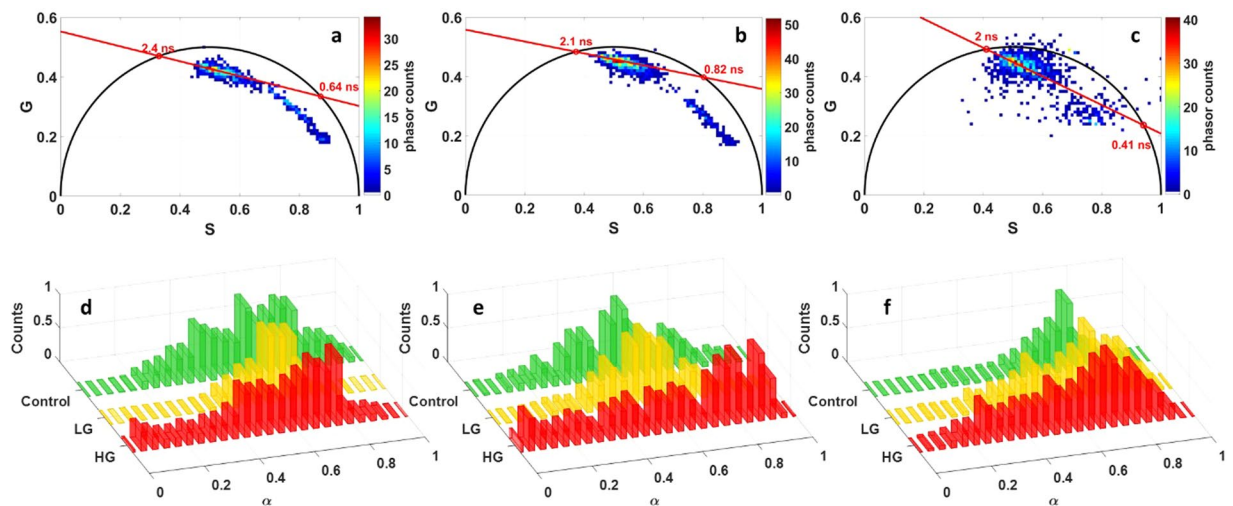 0.6
0.4
0.2
0
G
a
2.4 ns
0.64 ns
0
0.2
0.4
0.6
0.8
1
S
30
25
20
15
10
5
0
phasor counts
0.6
0.4
0.2
0
G
b
2.1 ns
0.82 ns
0
0.2
0.4
0.6
0.8
1
S
50
40
30
20
10
0
phasor counts
0.6
0.4
0.2
0
G
c
2 ns
0.41 ns
0
0.2
0.4
0.6
0.8
1
S
40
30
20
10
0
phasor counts
d
1
0.5
0
Counts
Control
LG
HG
0
0.2
0.4
0.6
0.8
1
α
e
1
0.5
0
Counts
Control
LG
HG
0
0.2
0.4
0.6
0.8
1
α
f
1
0.5
0
Counts
Control
LG
HG
0
0.2
0.4
0.6
0.8
1
α